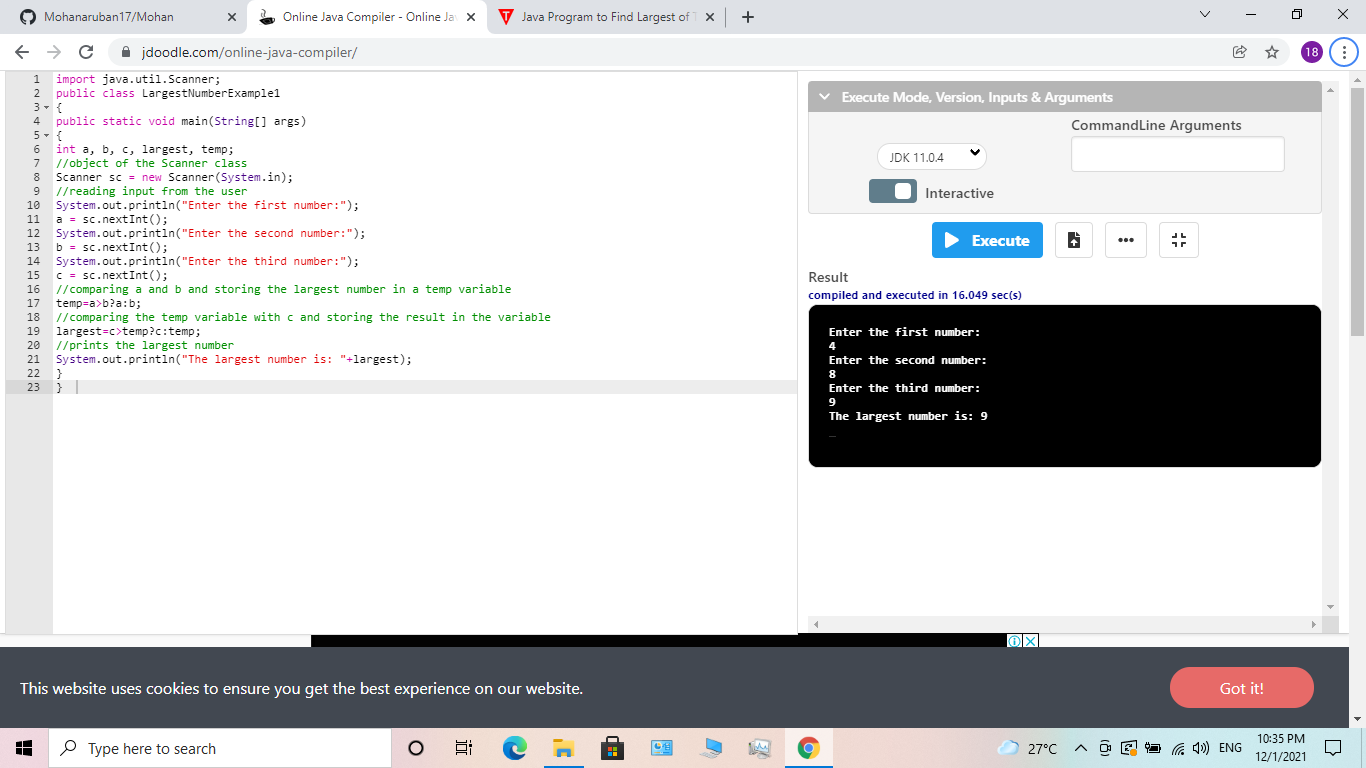 Mohanaruban17/Mohan
Online Java Compiler - Online Ja
Java Program to Find Largest of T
jdoodle.com/online-java-compiler/
18
1 import java.util.Scanner;
2 public class LargestNumberExample1
3 {
4 public static void main(String[] args)
5 {
6 int a, b, c, largest, temp;
7 //object of the Scanner class
8 Scanner sc = new Scanner(System.in);
9 //reading input from the user
10 System.out.println("Enter the first number:");
11 a = sc.nextInt();
12 System.out.println("Enter the second number:");
13 b = sc.nextInt();
14 System.out.println("Enter the third number:");
15 c = sc.nextInt();
16 //comparing a and b and storing the largest number in a temp variable
17 temp=a>b?a:b;
18 //comparing the temp variable with c and storing the result in the variable
19 largest=c>temp?c:temp;
20 //prints the largest number
21 System.out.println("The largest number is: "+largest);
22 }
23 }
Execute Mode, Version, Inputs & Arguments
CommandLine Arguments
JDK 11.0.4
Interactive
Execute
Result
compiled and executed in 16.049 sec(s)
Enter the first number:
4
Enter the second number:
8
Enter the third number:
9
The largest number is: 9
This website uses cookies to ensure you get the best experience on our website.
Got it!
Type here to search
27°C
ENG
10:35 PM
12/1/2021